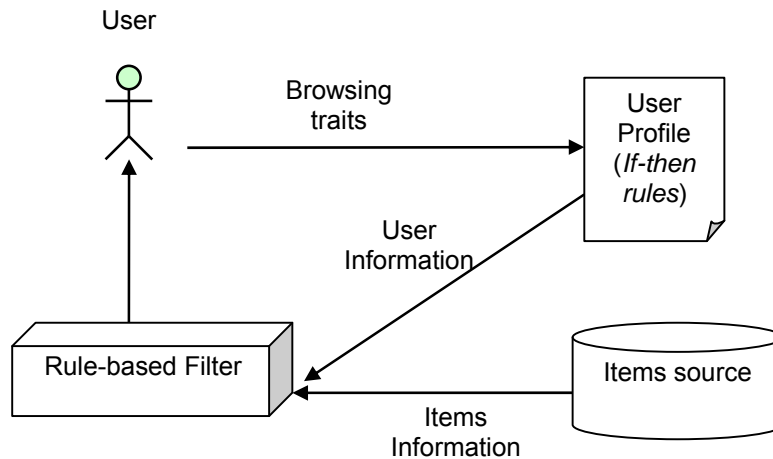 User
Browsing
traits
User
Profile
(If-then
rules)
User
Information
Rule-based Filter
Items source
Items
Information